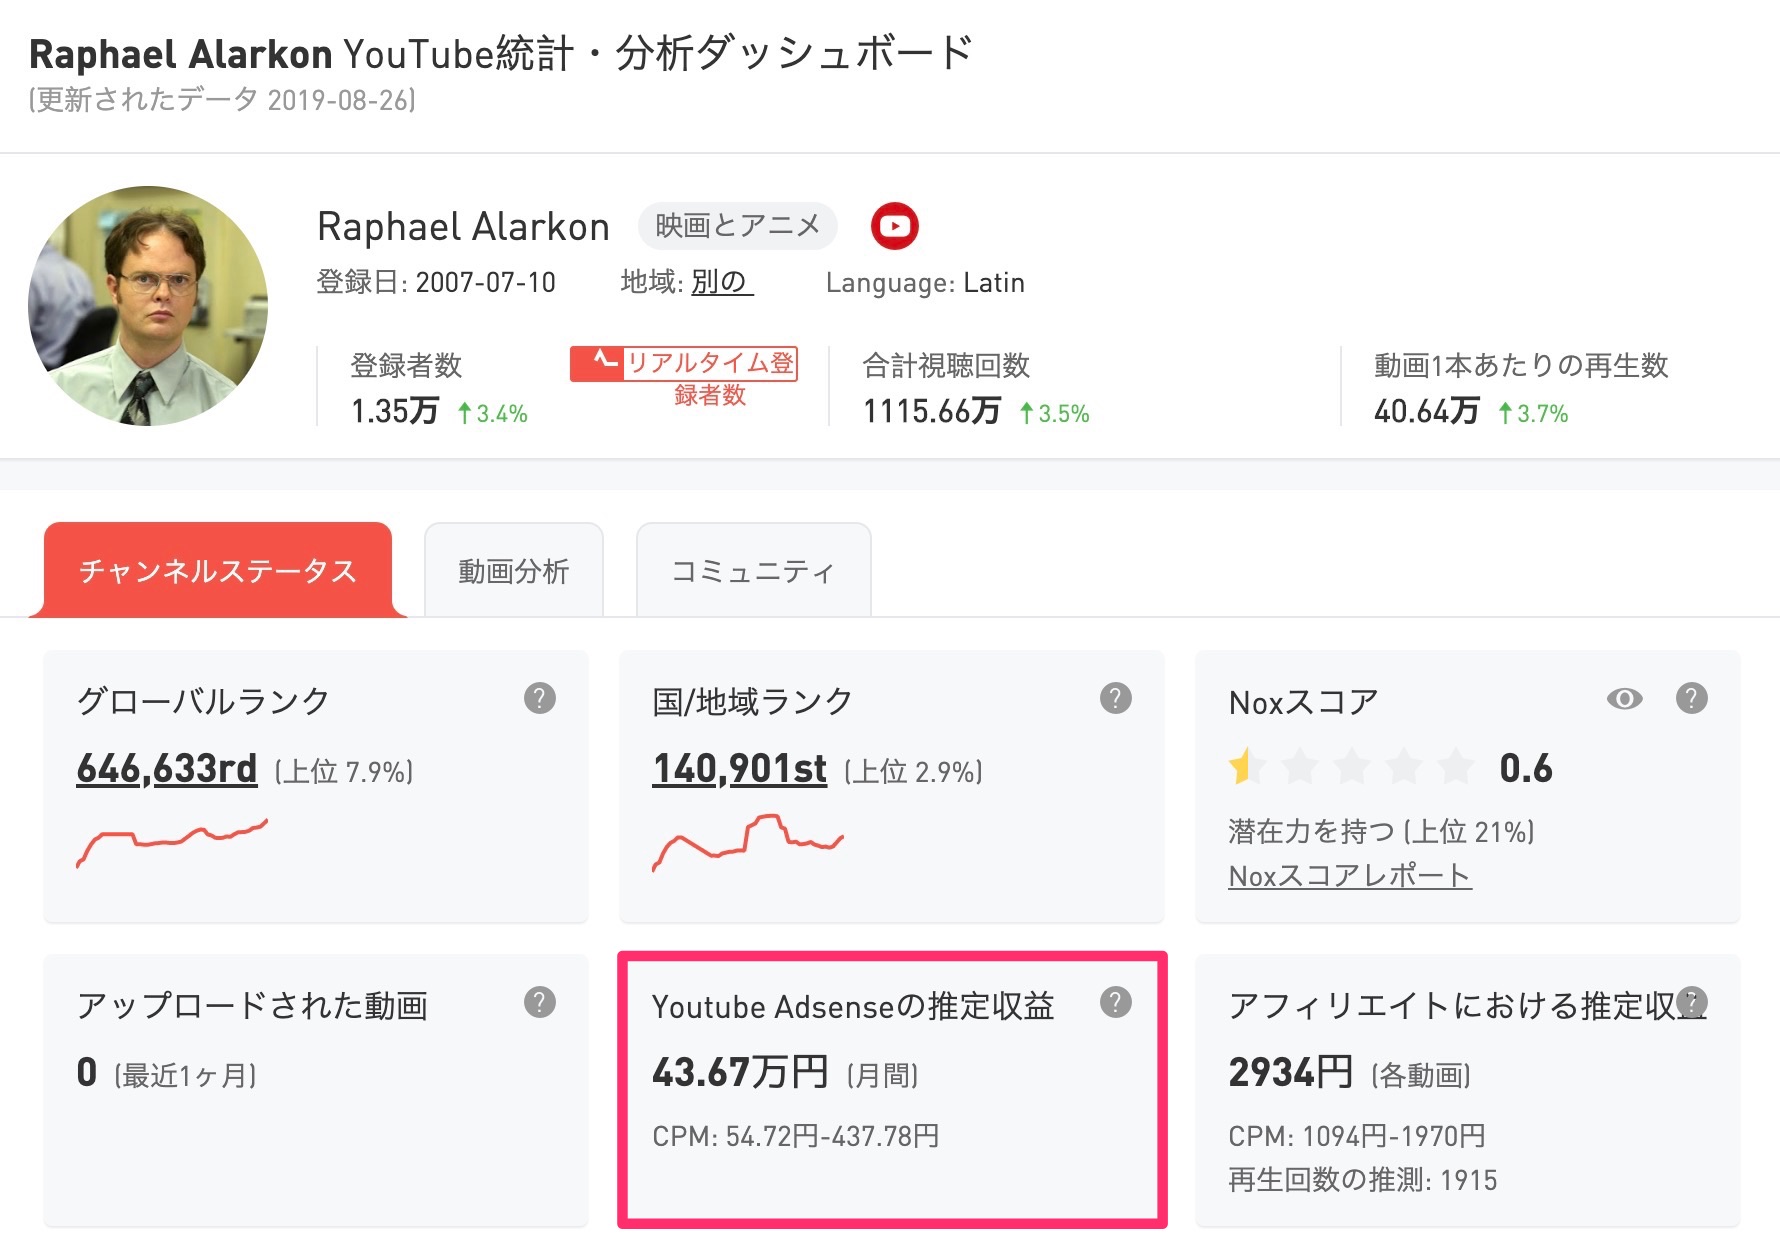 Raphael Alarkon YouTube統計・分析ダッシュボード
(更新されたデータ 2019-08-26)
Raphael Alarkon 映画とアニメ
登録日: 2007-07-10 地域: 別の Language: Latin
登録者数 リアルタイム登録者数
1.35万 ↑3.4%
合計視聴回数
1115.66万 ↑3.5%
動画1本あたりの再生数
40.64万 ↑3.7%
チャンネルステータス 動画分析 コミュニティ
グローバルランク ?
646,633rd (上位 7.9%)
国/地域ランク ?
140,901st (上位 2.9%)
Noxスコア ?
0.6
潜在力を持つ (上位 21%)
Noxスコアレポート
アップロードされた動画 ?
0 (最近1ヶ月)
Youtube Adsenseの推定収益 ?
43.67万円 (月間)
CPM: 54.72円-437.78円
アフィリエイトにおける推定収益 ?
2934円 (各動画)
CPM: 1094円-1970円
再生回数の推測: 1915